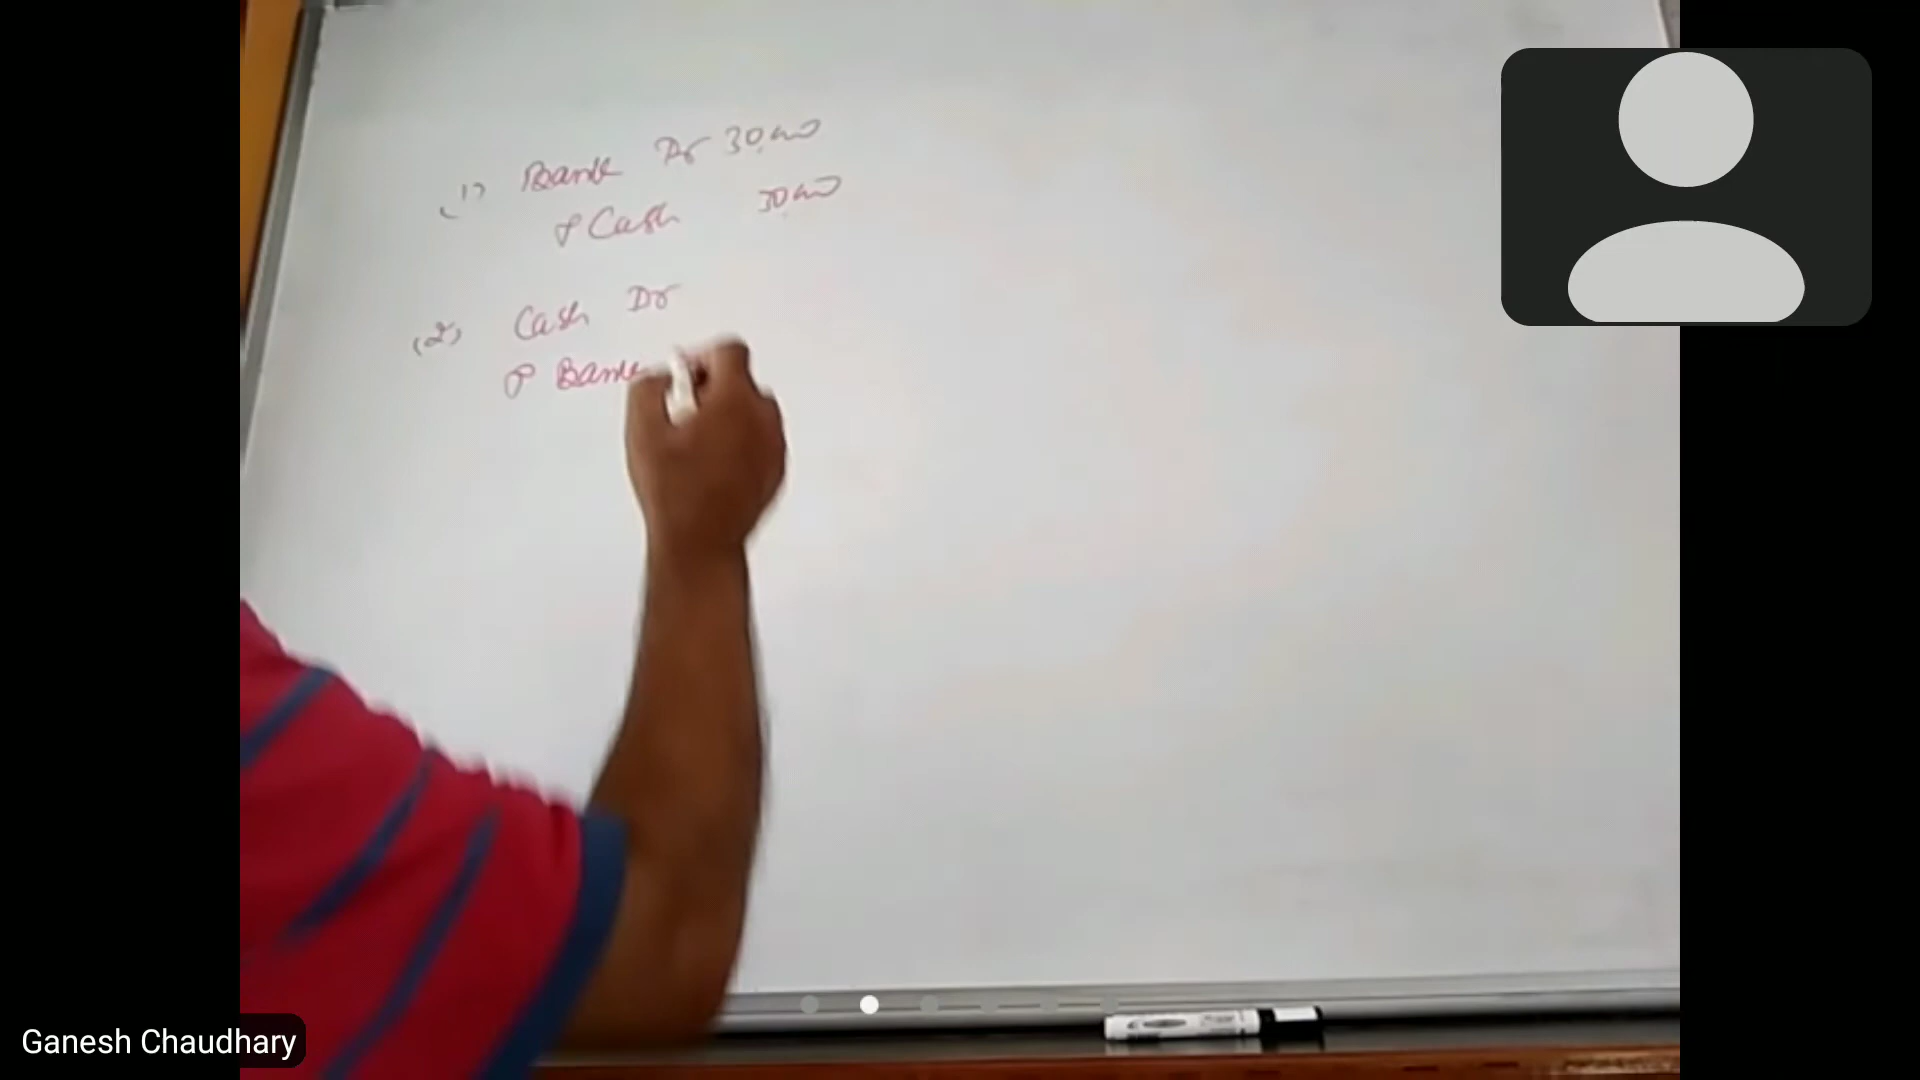 (1) Bank Dr 30,000
To Cash 30,000
(2) Cash Dr
To Bank
Ganesh Chaudhary